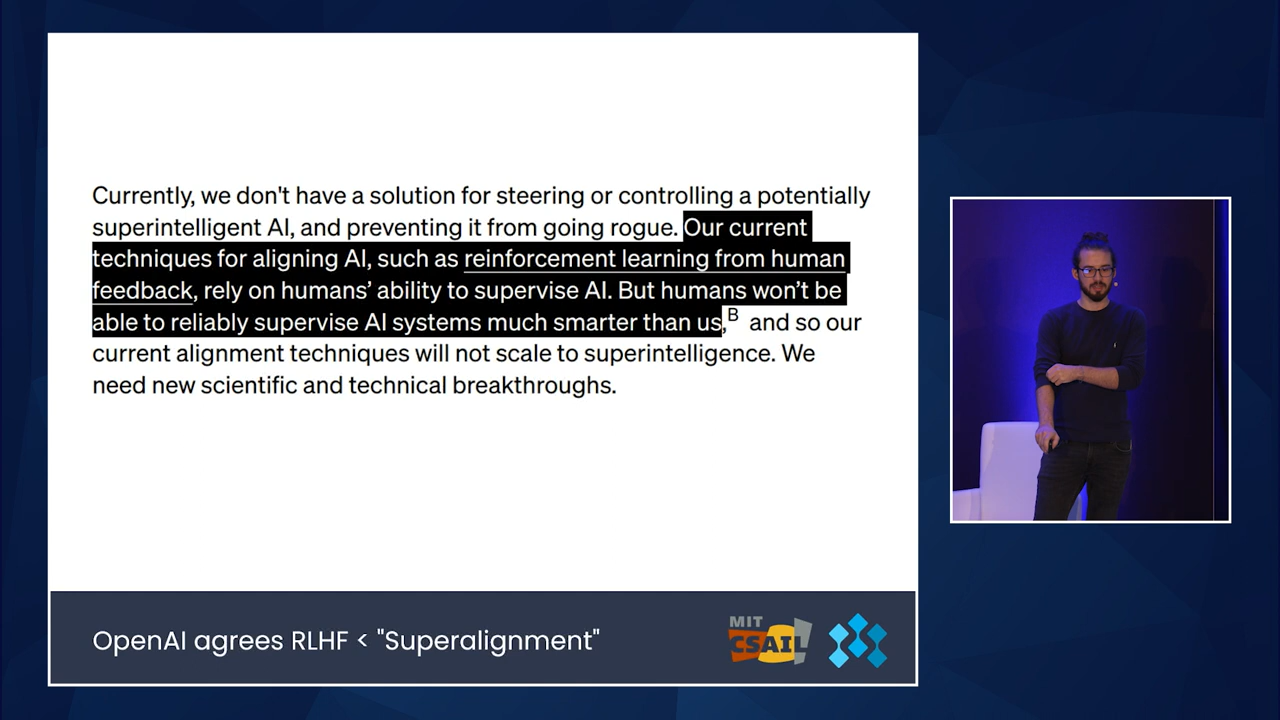 Currently, we don't have a solution for steering or controlling a potentially
superintelligent AI, and preventing it from going rogue. Our current
techniques for aligning AI, such as reinforcement learning from human
feedback, rely on humans’ ability to supervise AI. But humans won’t be
able to reliably supervise AI systems much smarter than us,B and so our
current alignment techniques will not scale to superintelligence. We
need new scientific and technical breakthroughs.
OpenAI agrees RLHF < "Superalignment"
MIT
CSAIL